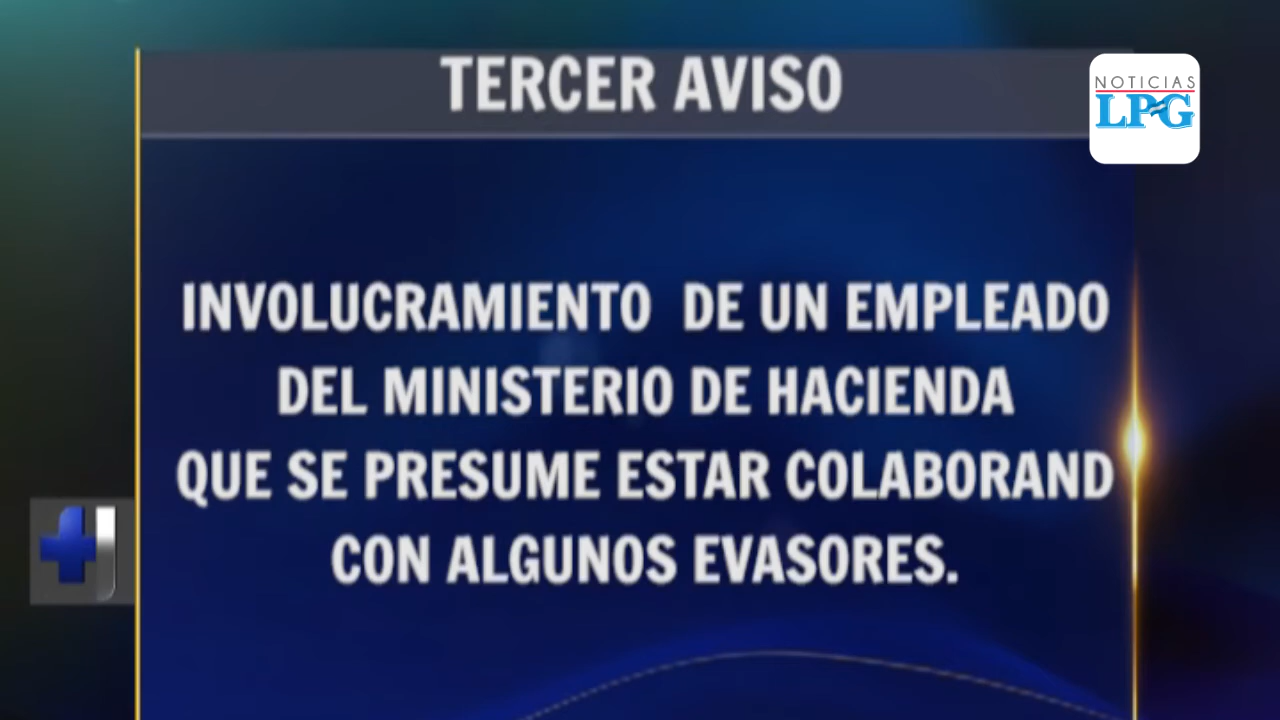 TERCER AVISO
NOTICIAS
LPG
INVOLUCRAMIENTO DE UN EMPLEADO
DEL MINISTERIO DE HACIENDA
QUE SE PRESUME ESTAR COLABORAND
CON ALGUNOS EVASORES.